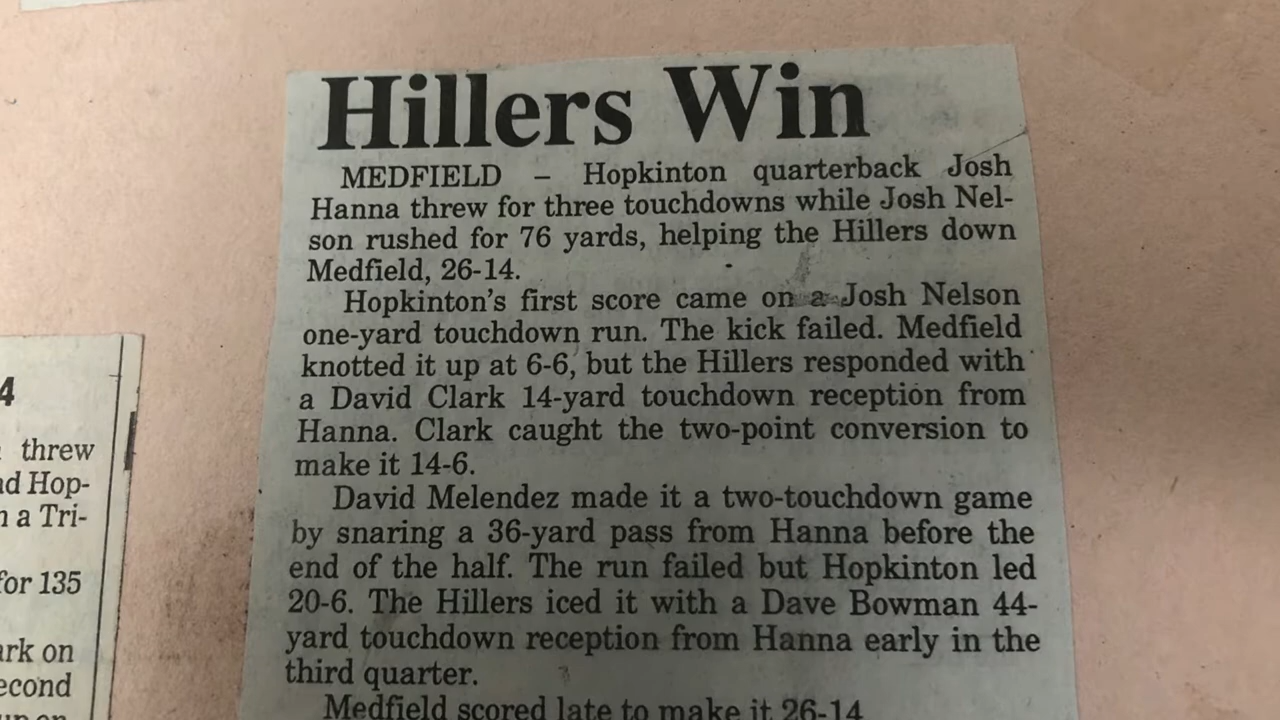 Hillers Win
MEDFIELD – Hopkinton quarterback Josh
Hanna threw for three touchdowns while Josh Nel-
son rushed for 76 yards, helping the Hillers down
Medfield, 26-14.
Hopkinton's first score came on a Josh Nelson
one-yard touchdown run. The kick failed. Medfield
knotted it up at 6-6, but the Hillers responded with
a David Clark 14-yard touchdown reception from
Hanna. Clark caught the two-point conversion to
make it 14-6.
David Melendez made it a two-touchdown game
by snaring a 36-yard pass from Hanna before the
end of the half. The run failed but Hopkinton led
20-6. The Hillers iced it with a Dave Bowman 44-
yard touchdown reception from Hanna early in the
third quarter.
Medfield scored late to make it 26-14
4
threw
Hop-
a Tri-
for 135
on